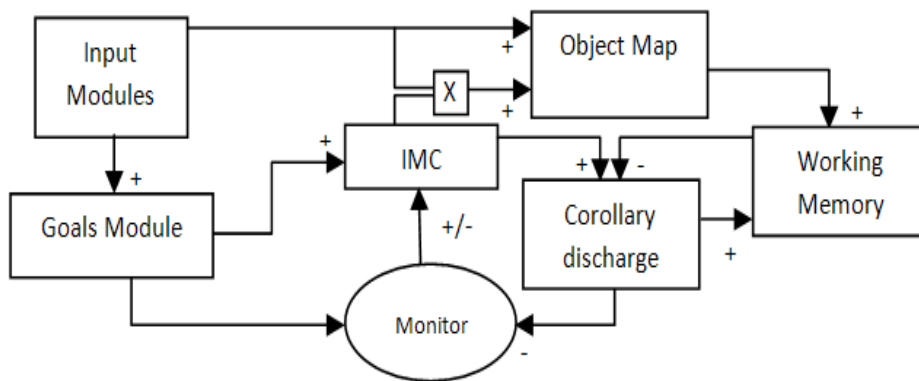 Input
Modules
+
Object Map
X
+
+
+
IMC
+
-
Working
Memory
+
Goals Module
+/-
Corollary
discharge
+
Monitor
-